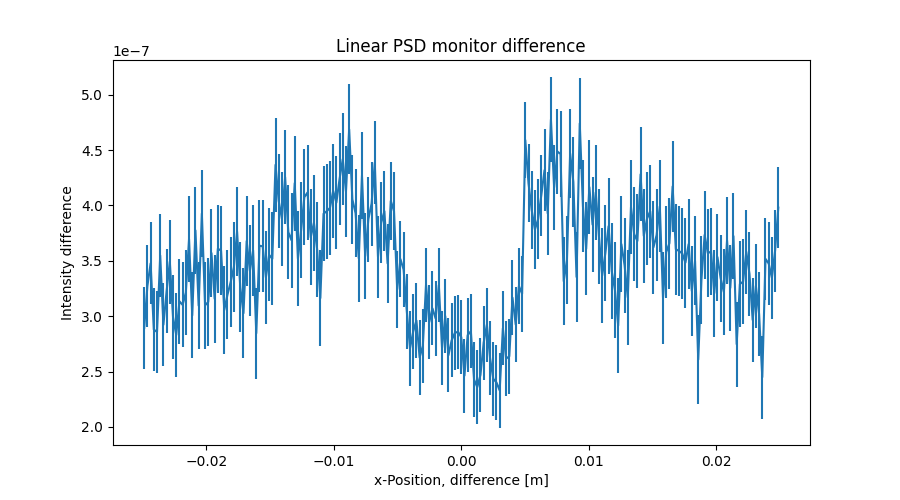 Linear PSD monitor difference
1e−7
5.0
4.5
4.0
3.5
3.0
2.5
2.0
Intensity difference
−0.02 −0.01 0.00 0.01 0.02
x-Position, difference [m]